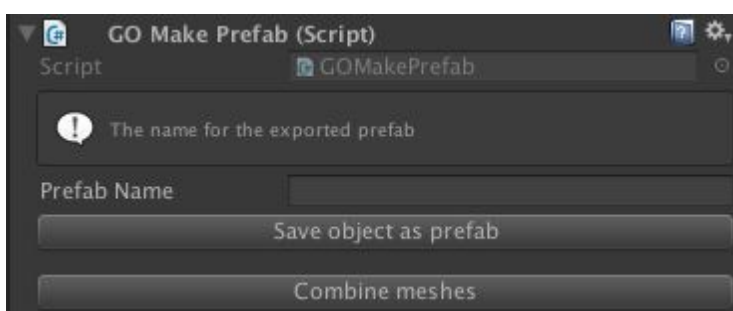 GO Make Prefab (Script)
Script GOMakePrefab
The name for the exported prefab
Prefab Name
Save object as prefab
Combine meshes